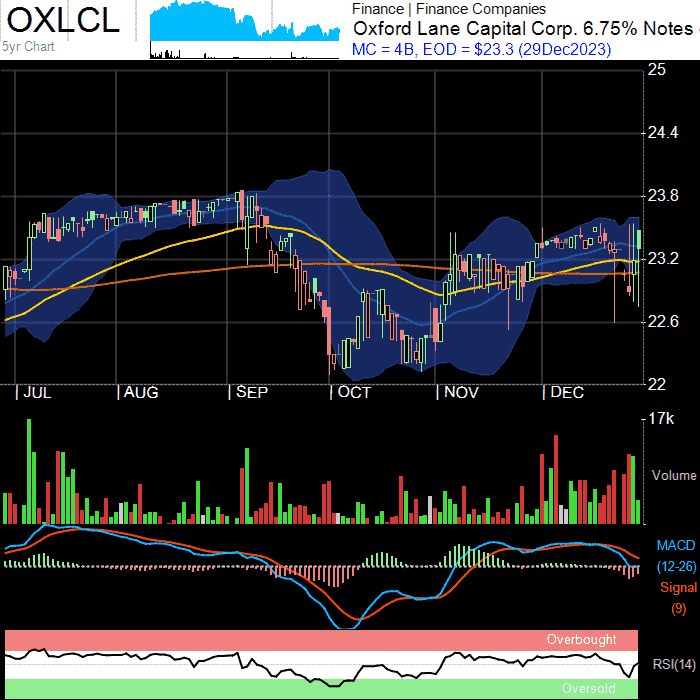 OXLCL
5yr Chart
Finance | Finance Companies
Oxford Lane Capital Corp. 6.75% Notes
MC = 4B, EOD = $23.3 (29Dec2023)
25
24.4
23.8
23.2
22.6
22
JUL AUG SEP OCT NOV DEC
17k
Volume
MACD
(12-26)
Signal
(9)
Overbought
RSI(14)
Oversold